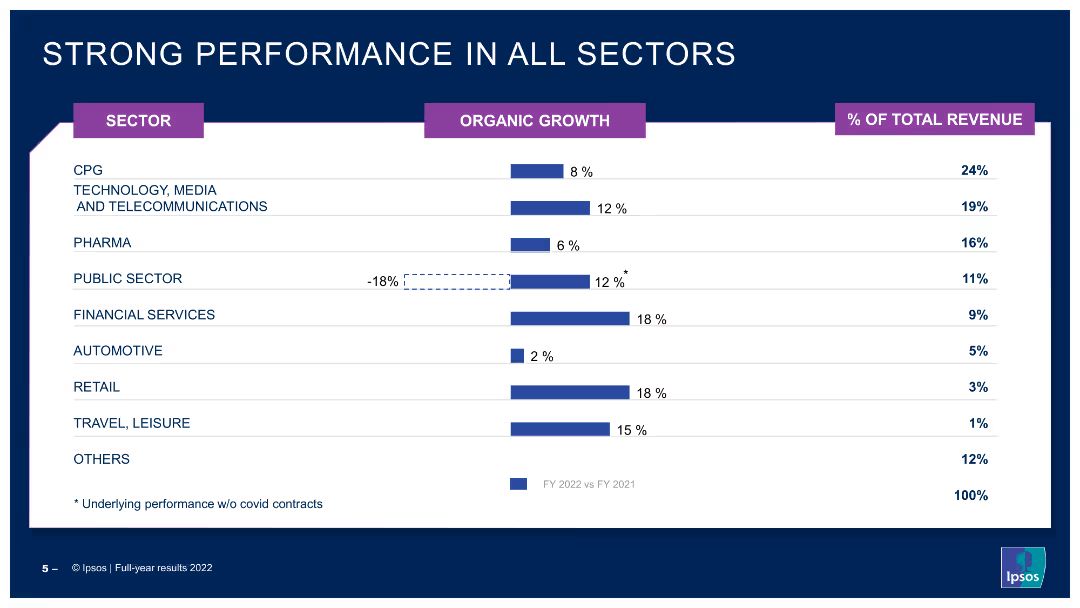 STRONG PERFORMANCE IN ALL SECTORS
SECTOR ORGANIC GROWTH % OF TOTAL REVENUE
CPG 8 % 24%
TECHNOLOGY, MEDIA
AND TELECOMMUNICATIONS 12 % 19%
PHARMA 6 % 16%
PUBLIC SECTOR -18% 12 %* 11%
FINANCIAL SERVICES 18 % 9%
AUTOMOTIVE 2 % 5%
RETAIL 18 % 3%
TRAVEL, LEISURE 15 % 1%
OTHERS 12%
FY 2022 vs FY 2021
100%
* Underlying performance w/o covid contracts
5 – © Ipsos | Full-year results 2022
Ipsos